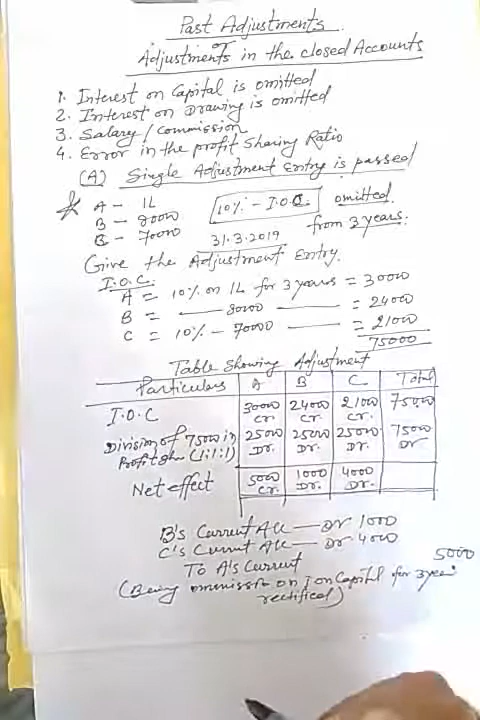 Past Adjustments
Adjustments in the closed Accounts
1. Interest on Capital is omitted
2. Interest on Drawing is omitted
3. Salary / Commission
4. Error in the profit Sharing Ratio
(A) Single Adjustment Entry is passed
A - 1L
B - 80000
C - 70000
10% - I.O.C. omitted
31.3.2019 from 3 years.
Give the Adjustment Entry.
I.O.C.
A = 10% on 1L for 3 years = 30000
B = —— 80000 —— = 24000
C = 10% - 70000 —— = 21000
75000
Table Showing Adjustment
Particulars A B C Total
I.O.C 30000 Cr. 24000 Cr. 21000 Cr. 75000
Division of 75000 in Profit (1:1:1) 25000 Dr. 25000 Dr. 25000 Dr. 75000 Dr
Net effect 5000 Cr. 1000 Dr. 4000 Dr.
B's Current A/c — Dr 1000
C's Current A/c — Dr. 4000
To A's Current 5000
(Being ommission on I on Capital for 3 year
rectified)